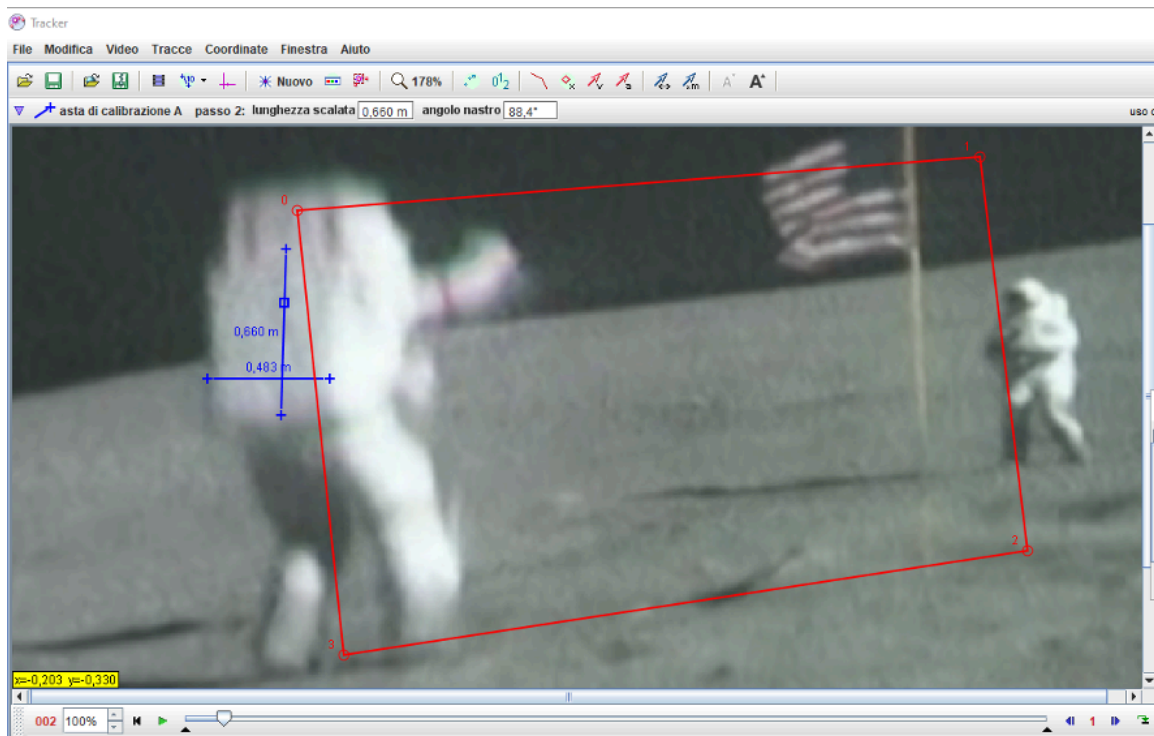 Tracker
File Modifica Video Tracce Coordinate Finestra Aiuto
Nuovo 178%
asta di calibrazione A passo 2: lunghezza scalata 0,660 m angolo nastro 88,4° uso c
1
0
0,660 m
0,483 m
2
3
x=-0,203 y=-0,330
002 100% 1